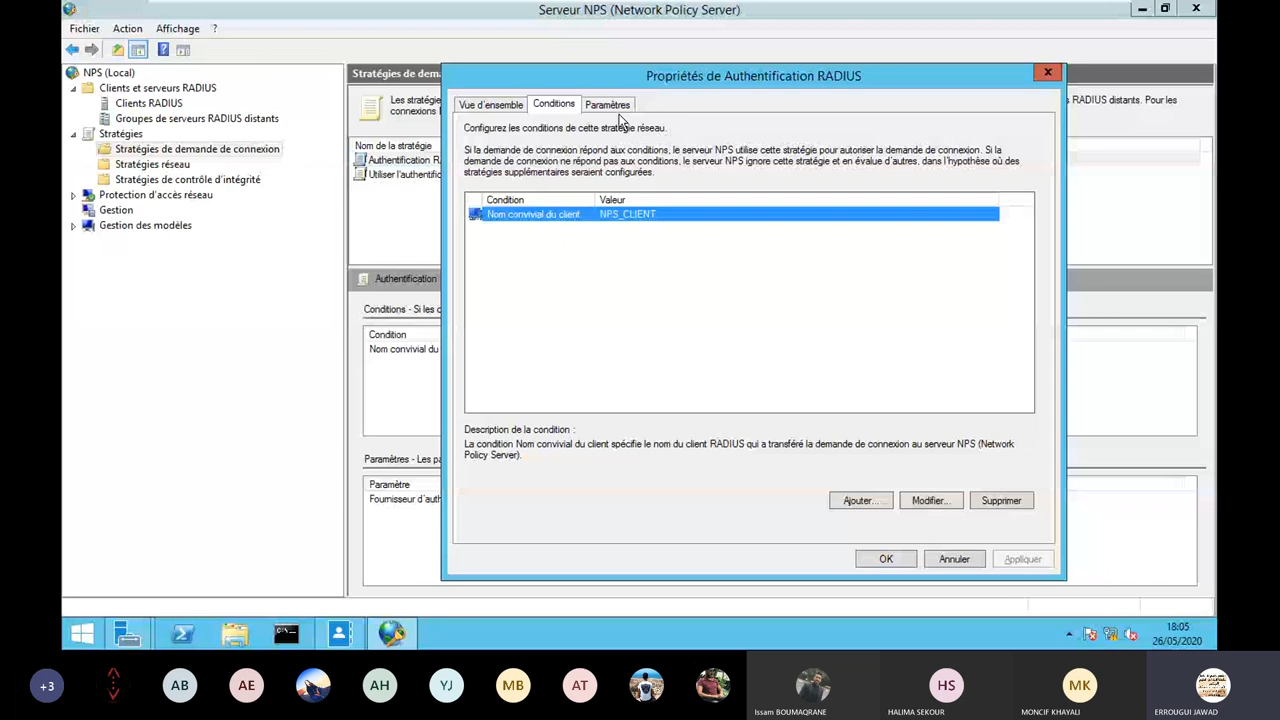 Serveur NPS (Network Policy Server)
Fichier Action Affichage ?
NPS (Local)
Clients et serveurs RADIUS
Clients RADIUS
Groupes de serveurs RADIUS distants
Stratégies
Stratégies de demande de connexion
Stratégies réseau
Stratégies de contrôle d'intégrité
Protection d'accès réseau
Gestion
Gestion des modèles
Stratégies de dem
Les stratégie
connexions
RADIUS distants. Pour les
Nom de la stratégie
Authentification R
Utiliser l'authentific
Authentification
Conditions - Si les c
Condition
Nom convivial du
Paramètres - Les pa
Paramètre
Fournisseur d'auth
Propriétés de Authentification RADIUS
Vue d'ensemble Conditions Paramètres
Configurez les conditions de cette stratégie réseau.
Si la demande de connexion répond aux conditions, le serveur NPS utilise cette stratégie pour autoriser la demande de connexion. Si la
demande de connexion ne répond pas aux conditions, le serveur NPS ignore cette stratégie et en évalue d'autres, dans l'hypothèse où des
stratégies supplémentaires seraient configurées.
Condition Valeur
Nom convivial du client NPS_CLIENT
Description de la condition :
La condition Nom convivial du client spécifie le nom du client RADIUS qui a transféré la demande de connexion au serveur NPS (Network
Policy Server).
Ajouter... Modifier... Supprimer
OK Annuler Appliquer
18:05
26/05/2020
+3 AB AE AH YJ MB AT HS MK
Issam BOUMAQRANE HALIMA SEKOUR MONCIF KHAYALI ERROUGUI JAWAD